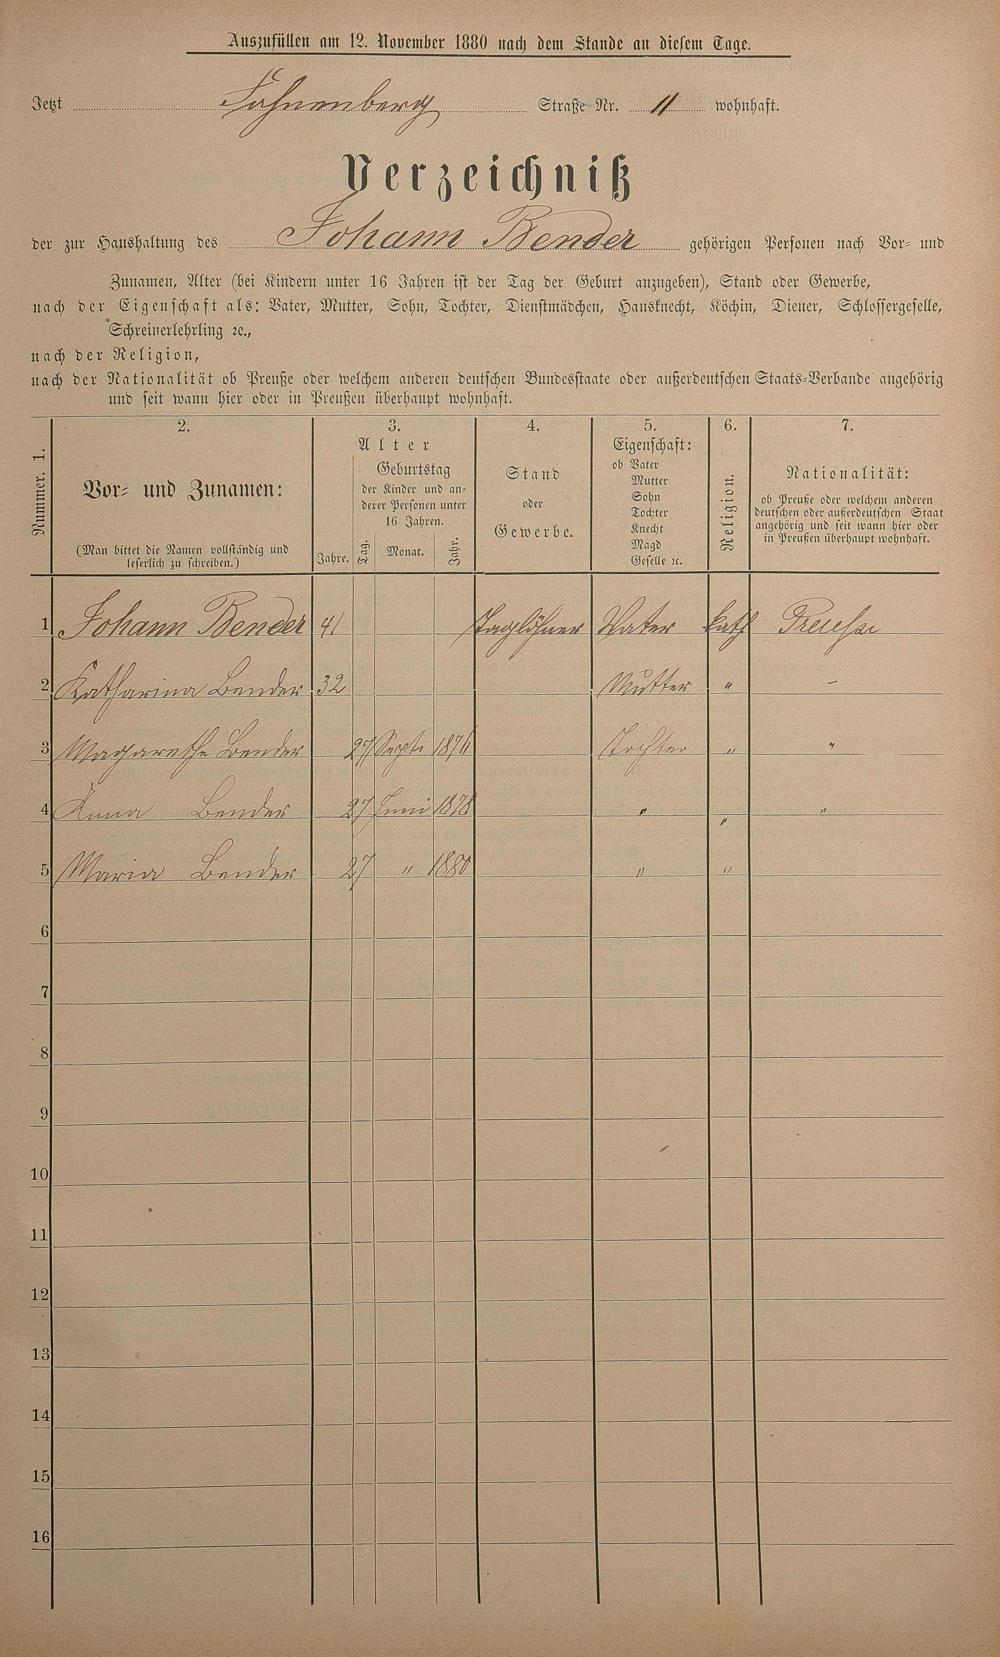 Auszufüllen am 12. November 1880 nach dem Stande an diesem Tage.
Jetzt Fahnenberg Straße Nr. 11 wohnhaft.
Verzeichniß
der zur Haushaltung des Johann Bender gehörigen Personen nach Vor- und
Zunamen, Alter (bei Kindern unter 16 Jahren ist der Tag der Geburt anzugeben), Stand oder Gewerbe,
nach der Eigenschaft als: Vater, Mutter, Sohn, Tochter, Dienstmädchen, Hausknecht, Köchin, Diener, Schlossergeselle,
Schreinerlehrling ꝛc.,
nach der Religion,
nach der Nationalität ob Preuße oder welchem anderen deutschen Bundesstaate oder außerdeutschen Staats-Verbande angehörig
und seit wann hier oder in Preußen überhaupt wohnhaft.
Nummer. 1.
2.
Vor- und Zunamen:
(Man bittet die Namen vollständig und
leserlich zu schreiben.)
3.
Alter
Geburtstag
der Kinder und an-
derer Personen unter
16 Jahren.
Jahre. Tag. Monat. Jahr.
4.
Stand
oder
Gewerbe.
5.
Eigenschaft:
ob Vater
Mutter
Sohn
Tochter
Knecht
Magd
Geselle ꝛc.
6.
Religion.
7.
Nationalität:
ob Preuße oder welchem anderen
deutschen oder außerdeutschen Staat
angehörig und seit wann hier oder
in Preußen überhaupt wohnhaft.
1 Johann Bender 41 Taglöhner Vater kath Preuße
2 Katharina Bender 32 Mutter " "
3 Magarethe Bender 27 Sept 1876 Tochter " "
4 Anna Bender 27 Juni 1878 " " "
5 Maria Bender 27 " 1880 " "
6
7
8
9
10
11
12
13
14
15
16